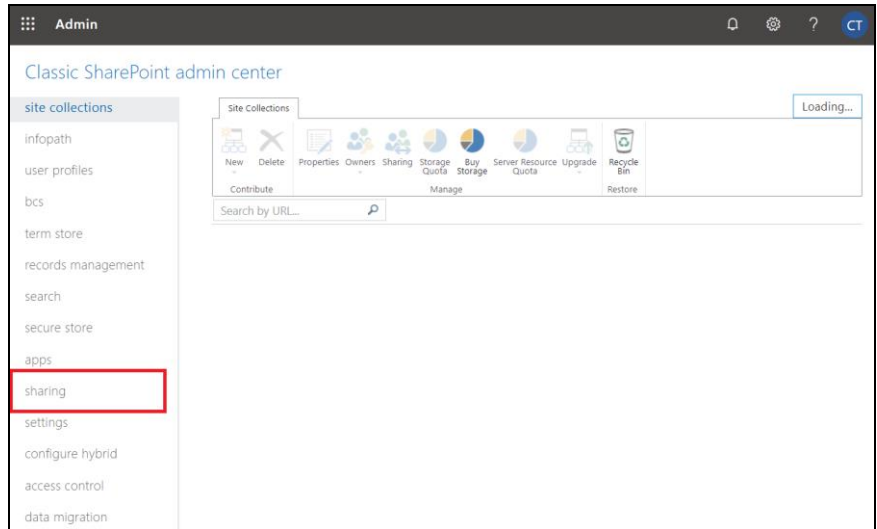 Admin
?
CT
Classic SharePoint admin center
site collections
infopath
user profiles
bcs
term store
records management
search
secure store
apps
sharing
settings
configure hybrid
access control
data migration
Site Collections
Loading...
New
Delete
Properties
Owners
Sharing
Storage Quota
Buy Storage
Server Resource Quota
Upgrade
Recycle Bin
Contribute
Manage
Restore
Search by URL...